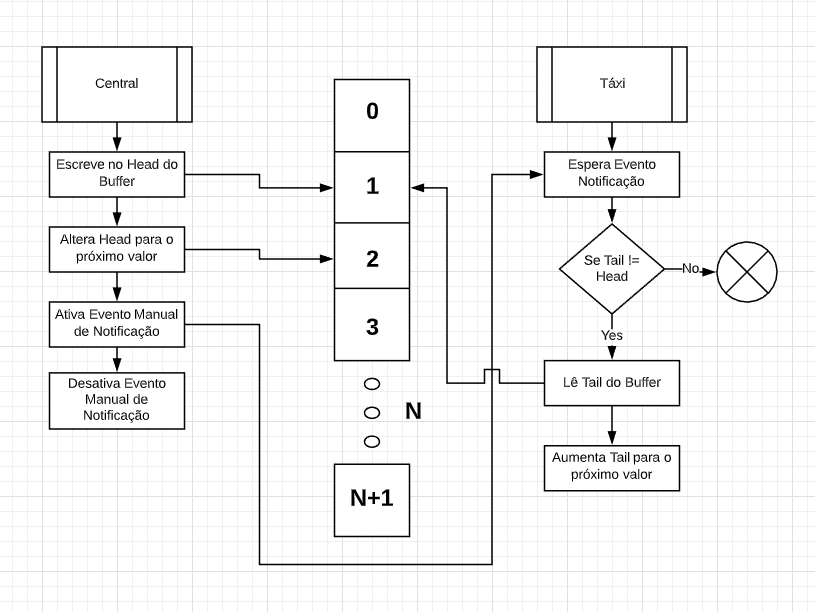 Central
Escreve no Head do
Buffer
Altera Head para o
próximo valor
Ativa Evento Manual
de Notificação
Desativa Evento
Manual de
Notificação
0
1
2
3
N
N+1
Táxi
Espera Evento
Notificação
Se Tail !=
Head
No
Yes
Lê Tail do Buffer
Aumenta Tail para o
próximo valor